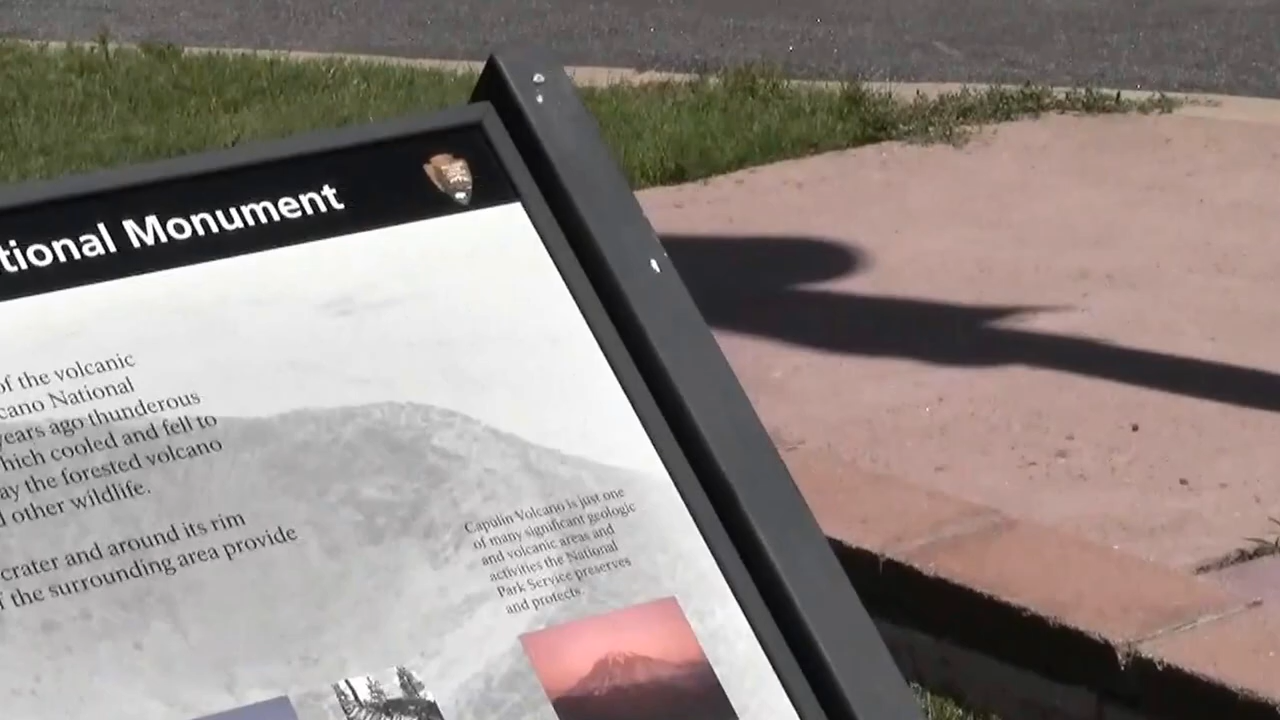 tional Monument
of the volcanic
cano National
years ago thunderous
hich cooled and fell to
ay the forested volcano
d other wildlife.
crater and around its rim
f the surrounding area provide
Capulin Volcano is just one
of many significant geologic
and volcanic areas and
activities the National
Park Service preserves
and protects.